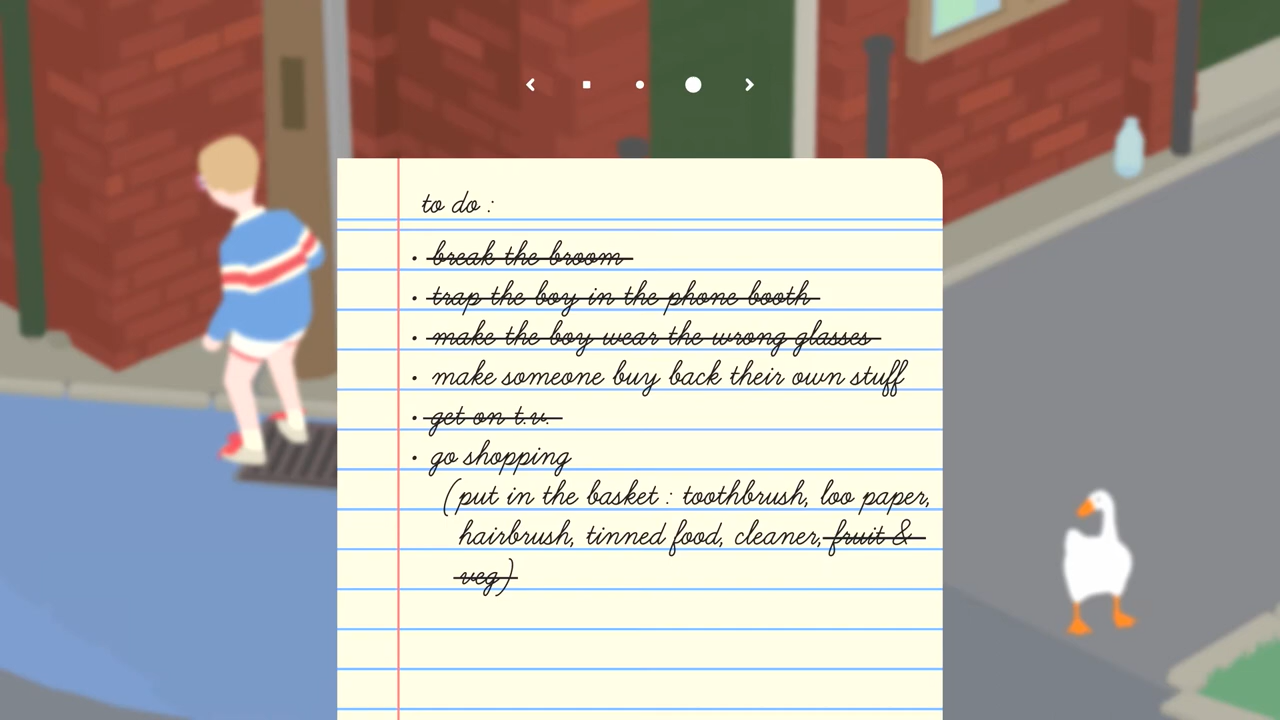 to do :
• break the broom
• trap the boy in the phone booth
• make the boy wear the wrong glasses
• make someone buy back their own stuff
• get on t.v.
• go shopping
(put in the basket : toothbrush, loo paper,
hairbrush, tinned food, cleaner, fruit &
veg)